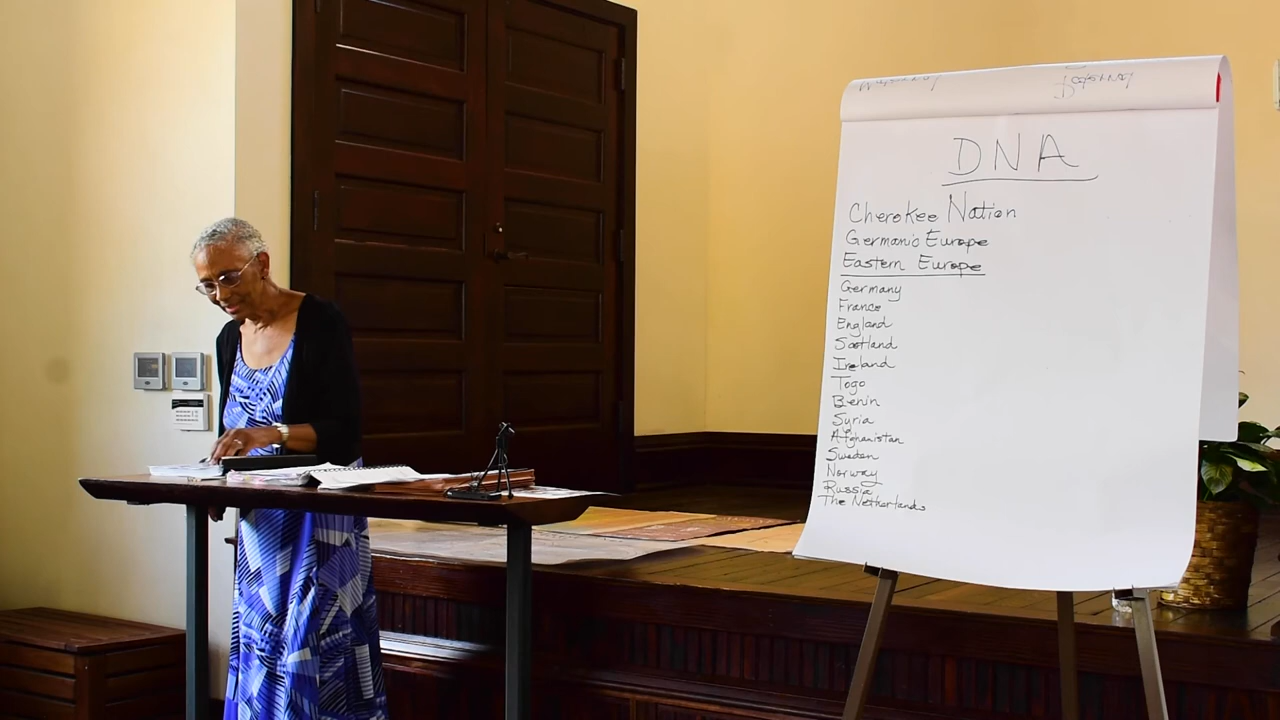 DNA
Cherokee Nation
Germanic Europe
Eastern Europe
Germany
France
England
Scotland
Ireland
Togo
Benin
Syria
Afghanistan
Sweden
Norway
Russia
The Netherlands